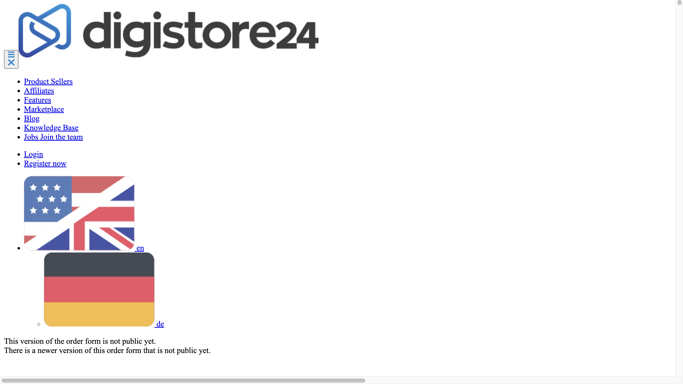 digistore24
Product Sellers
Affiliates
Features
Marketplace
Blog
Knowledge Base
Jobs Join the team
Login
Register now
en
de
This version of the order form is not public yet.
There is a newer version of this order form that is not public yet.